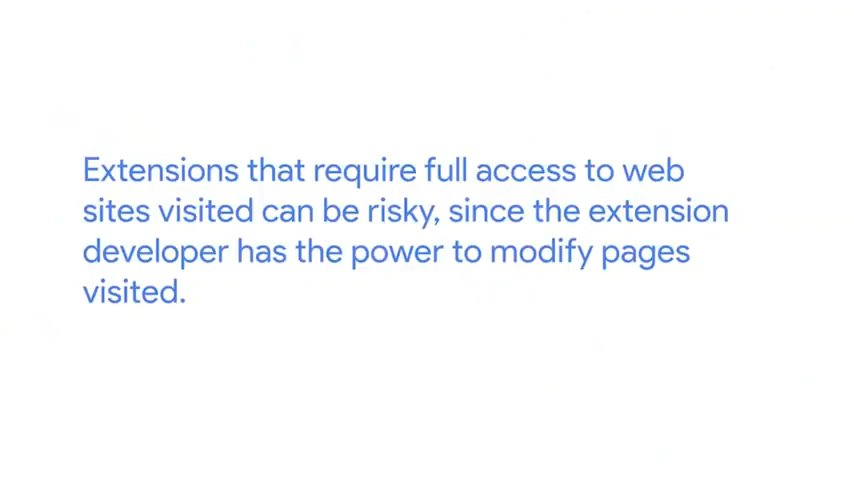 Extensions that require full access to web
sites visited can be risky, since the extension
developer has the power to modify pages
visited.